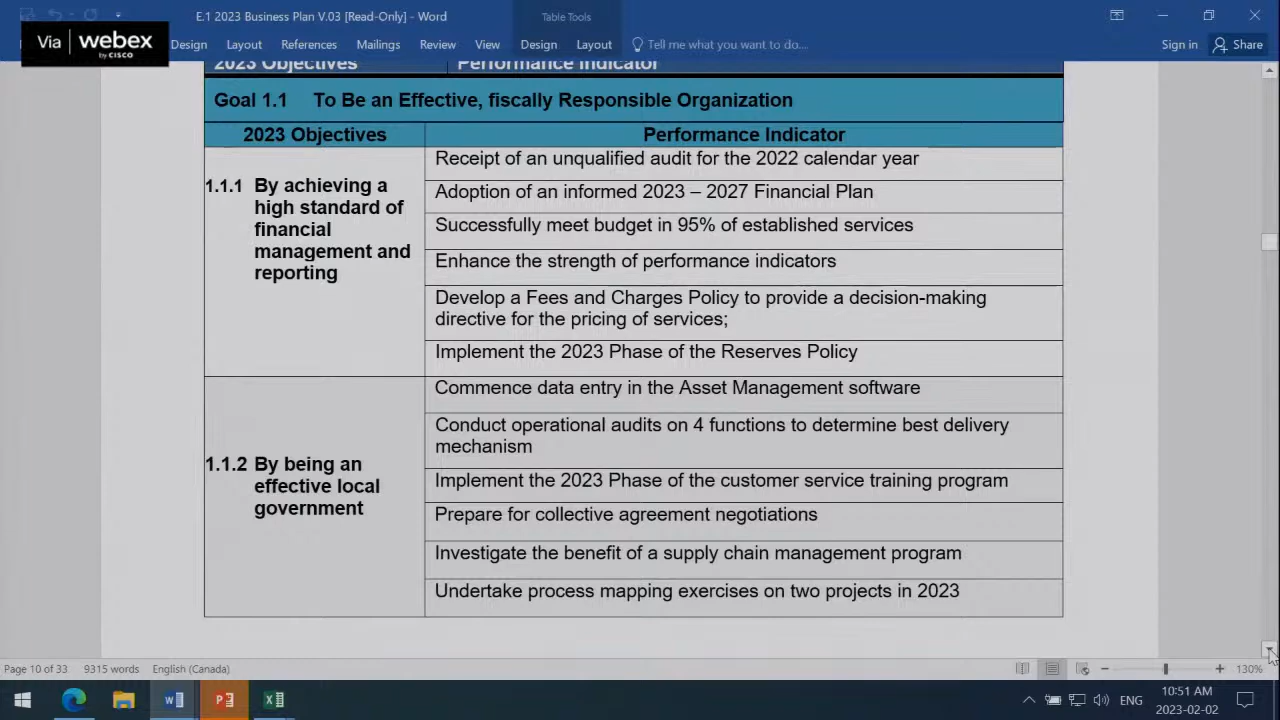 E.1 2023 Business Plan V.03 [Read-Only] - Word
Table Tools
Via webex
by CISCO
Design Layout References Mailings Review View Design Layout Tell me what you want to do... Sign in Share
2023 Objectives Performance Indicator
Goal 1.1 To Be an Effective, fiscally Responsible Organization
2023 Objectives Performance Indicator
1.1.1 By achieving a
high standard of
financial
management and
reporting
Receipt of an unqualified audit for the 2022 calendar year
Adoption of an informed 2023 – 2027 Financial Plan
Successfully meet budget in 95% of established services
Enhance the strength of performance indicators
Develop a Fees and Charges Policy to provide a decision-making
directive for the pricing of services;
Implement the 2023 Phase of the Reserves Policy
1.1.2 By being an
effective local
government
Commence data entry in the Asset Management software
Conduct operational audits on 4 functions to determine best delivery
mechanism
Implement the 2023 Phase of the customer service training program
Prepare for collective agreement negotiations
Investigate the benefit of a supply chain management program
Undertake process mapping exercises on two projects in 2023
Page 10 of 33 9315 words English (Canada) 130%
ENG
10:51 AM
2023-02-02